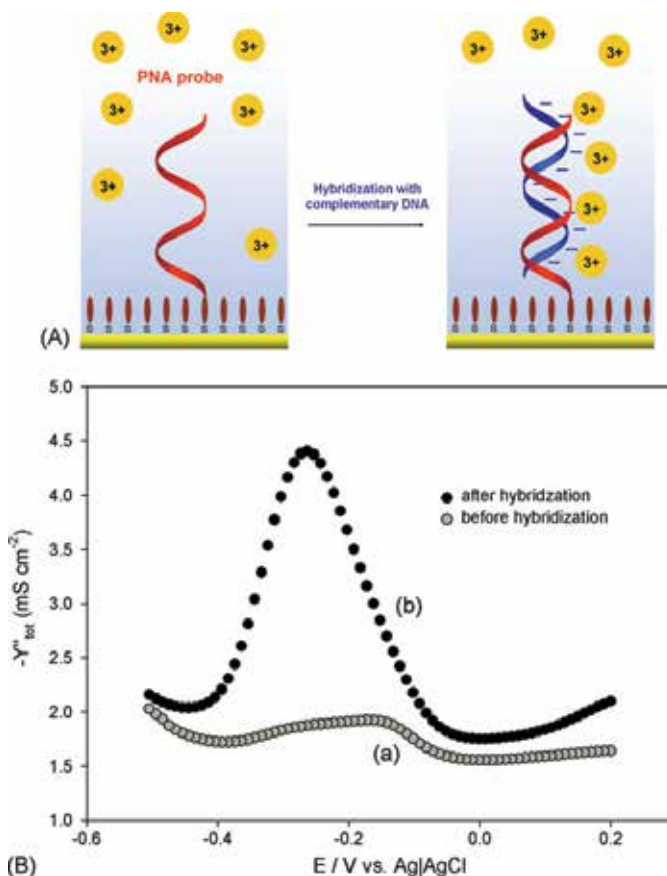 3+
3+
3+
PNA probe
3+
3+
3+
3+
3+
3+
3+
3+
3+
3+
3+
Hybridization with
complementary DNA
S S S S S S S S S
S S S S S S S S S
(A)
5.0
4.5
4.0
3.5
3.0
2.5
2.0
1.5
1.0
-Y''tot (mS cm-2)
after hybridzation
before hybridization
(b)
(a)
-0.6 -0.4 -0.2 0.0 0.2
(B)
E / V vs. Ag|AgCl